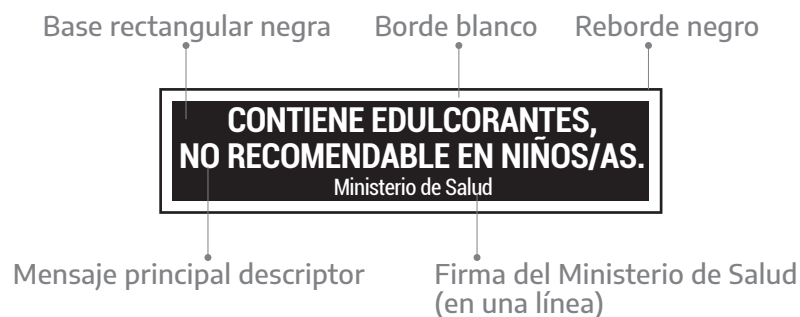 Base rectangular negra
Borde blanco
Reborde negro
CONTIENE EDULCORANTES,
NO RECOMENDABLE EN NIÑOS/AS.
Ministerio de Salud
Mensaje principal descriptor
Firma del Ministerio de Salud
(en una línea)